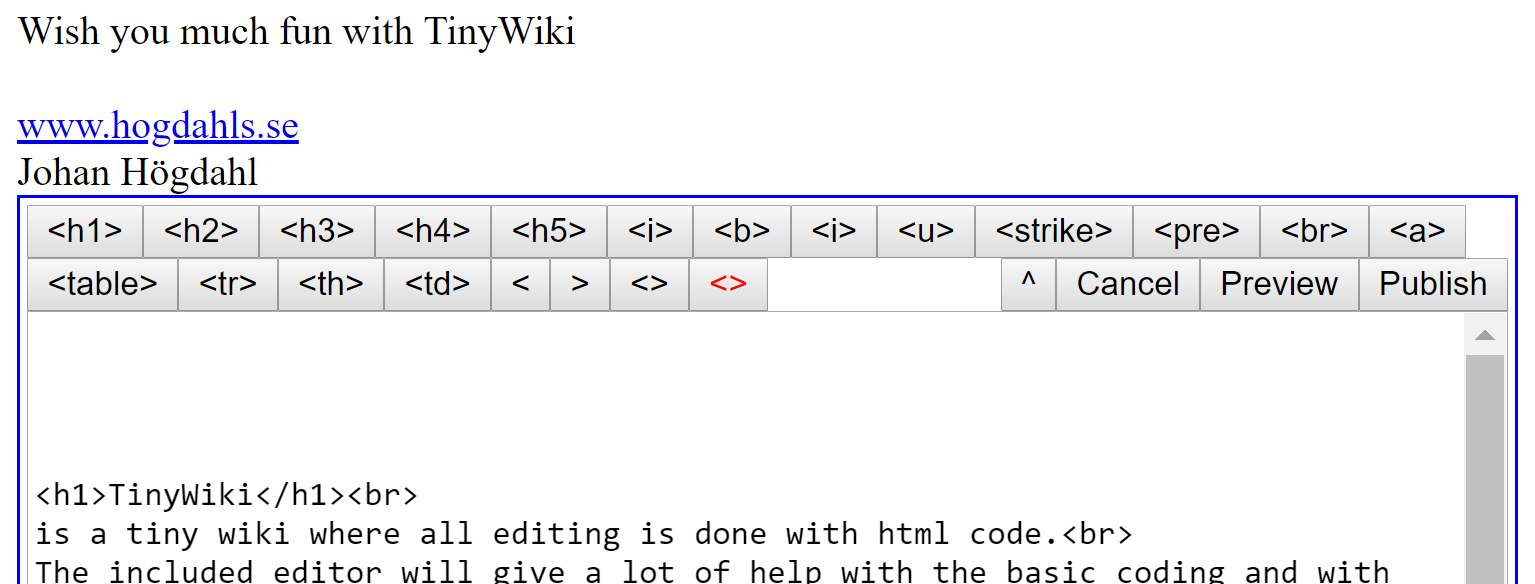 Wish you much fun with TinyWiki
www.hogdahls.se
Johan Högdahl
<h1> <h2> <h3> <h4> <h5> <i> <b> <i> <u> <strike> <pre> <br> <a>
<table> <tr> <th> <td> < > <> <> ^ Cancel Preview Publish
<h1>TinyWiki</h1><br>
is a tiny wiki where all editing is done with html code.<br>
The included editor will give a lot of help with the basic coding and with